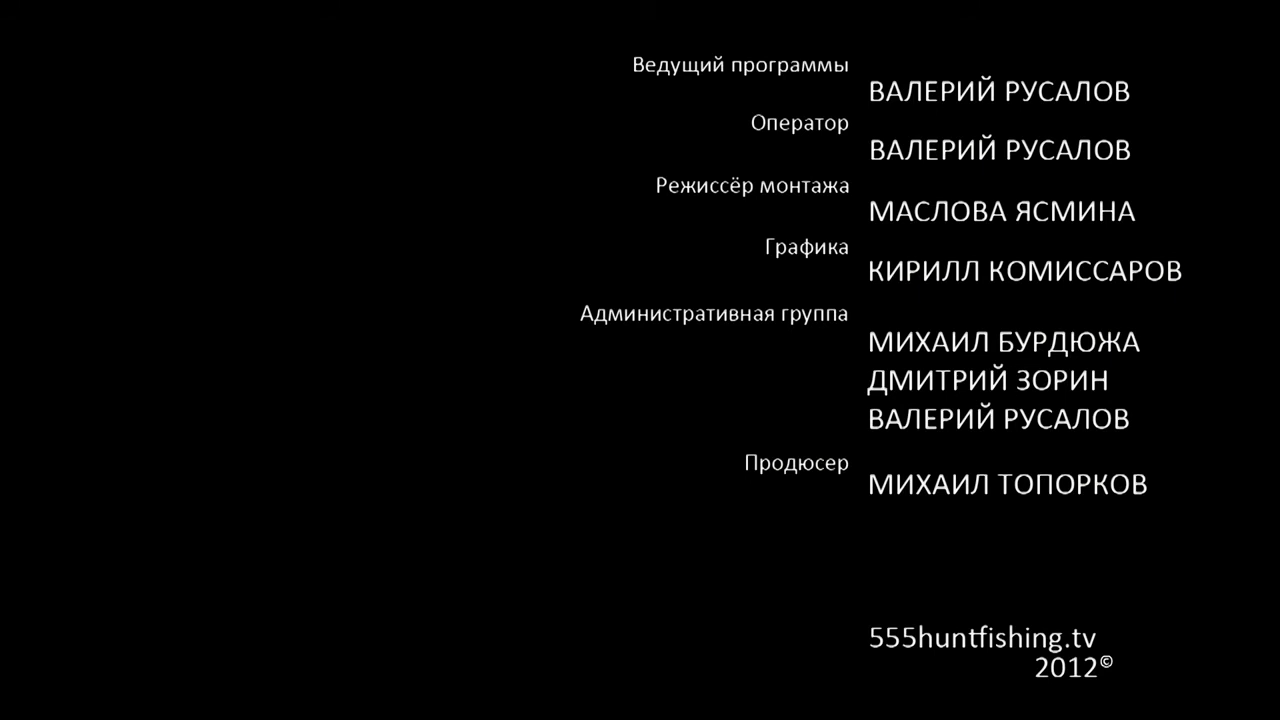 Ведущий программы
ВАЛЕРИЙ РУСАЛОВ
Оператор
ВАЛЕРИЙ РУСАЛОВ
Режиссёр монтажа
МАСЛОВА ЯСМИНА
Графика
КИРИЛЛ КОМИССАРОВ
Административная группа
МИХАИЛ БУРДЮЖА
ДМИТРИЙ ЗОРИН
ВАЛЕРИЙ РУСАЛОВ
Продюсер
МИХАИЛ ТОПОРКОВ
555huntfishing.tv
2012©